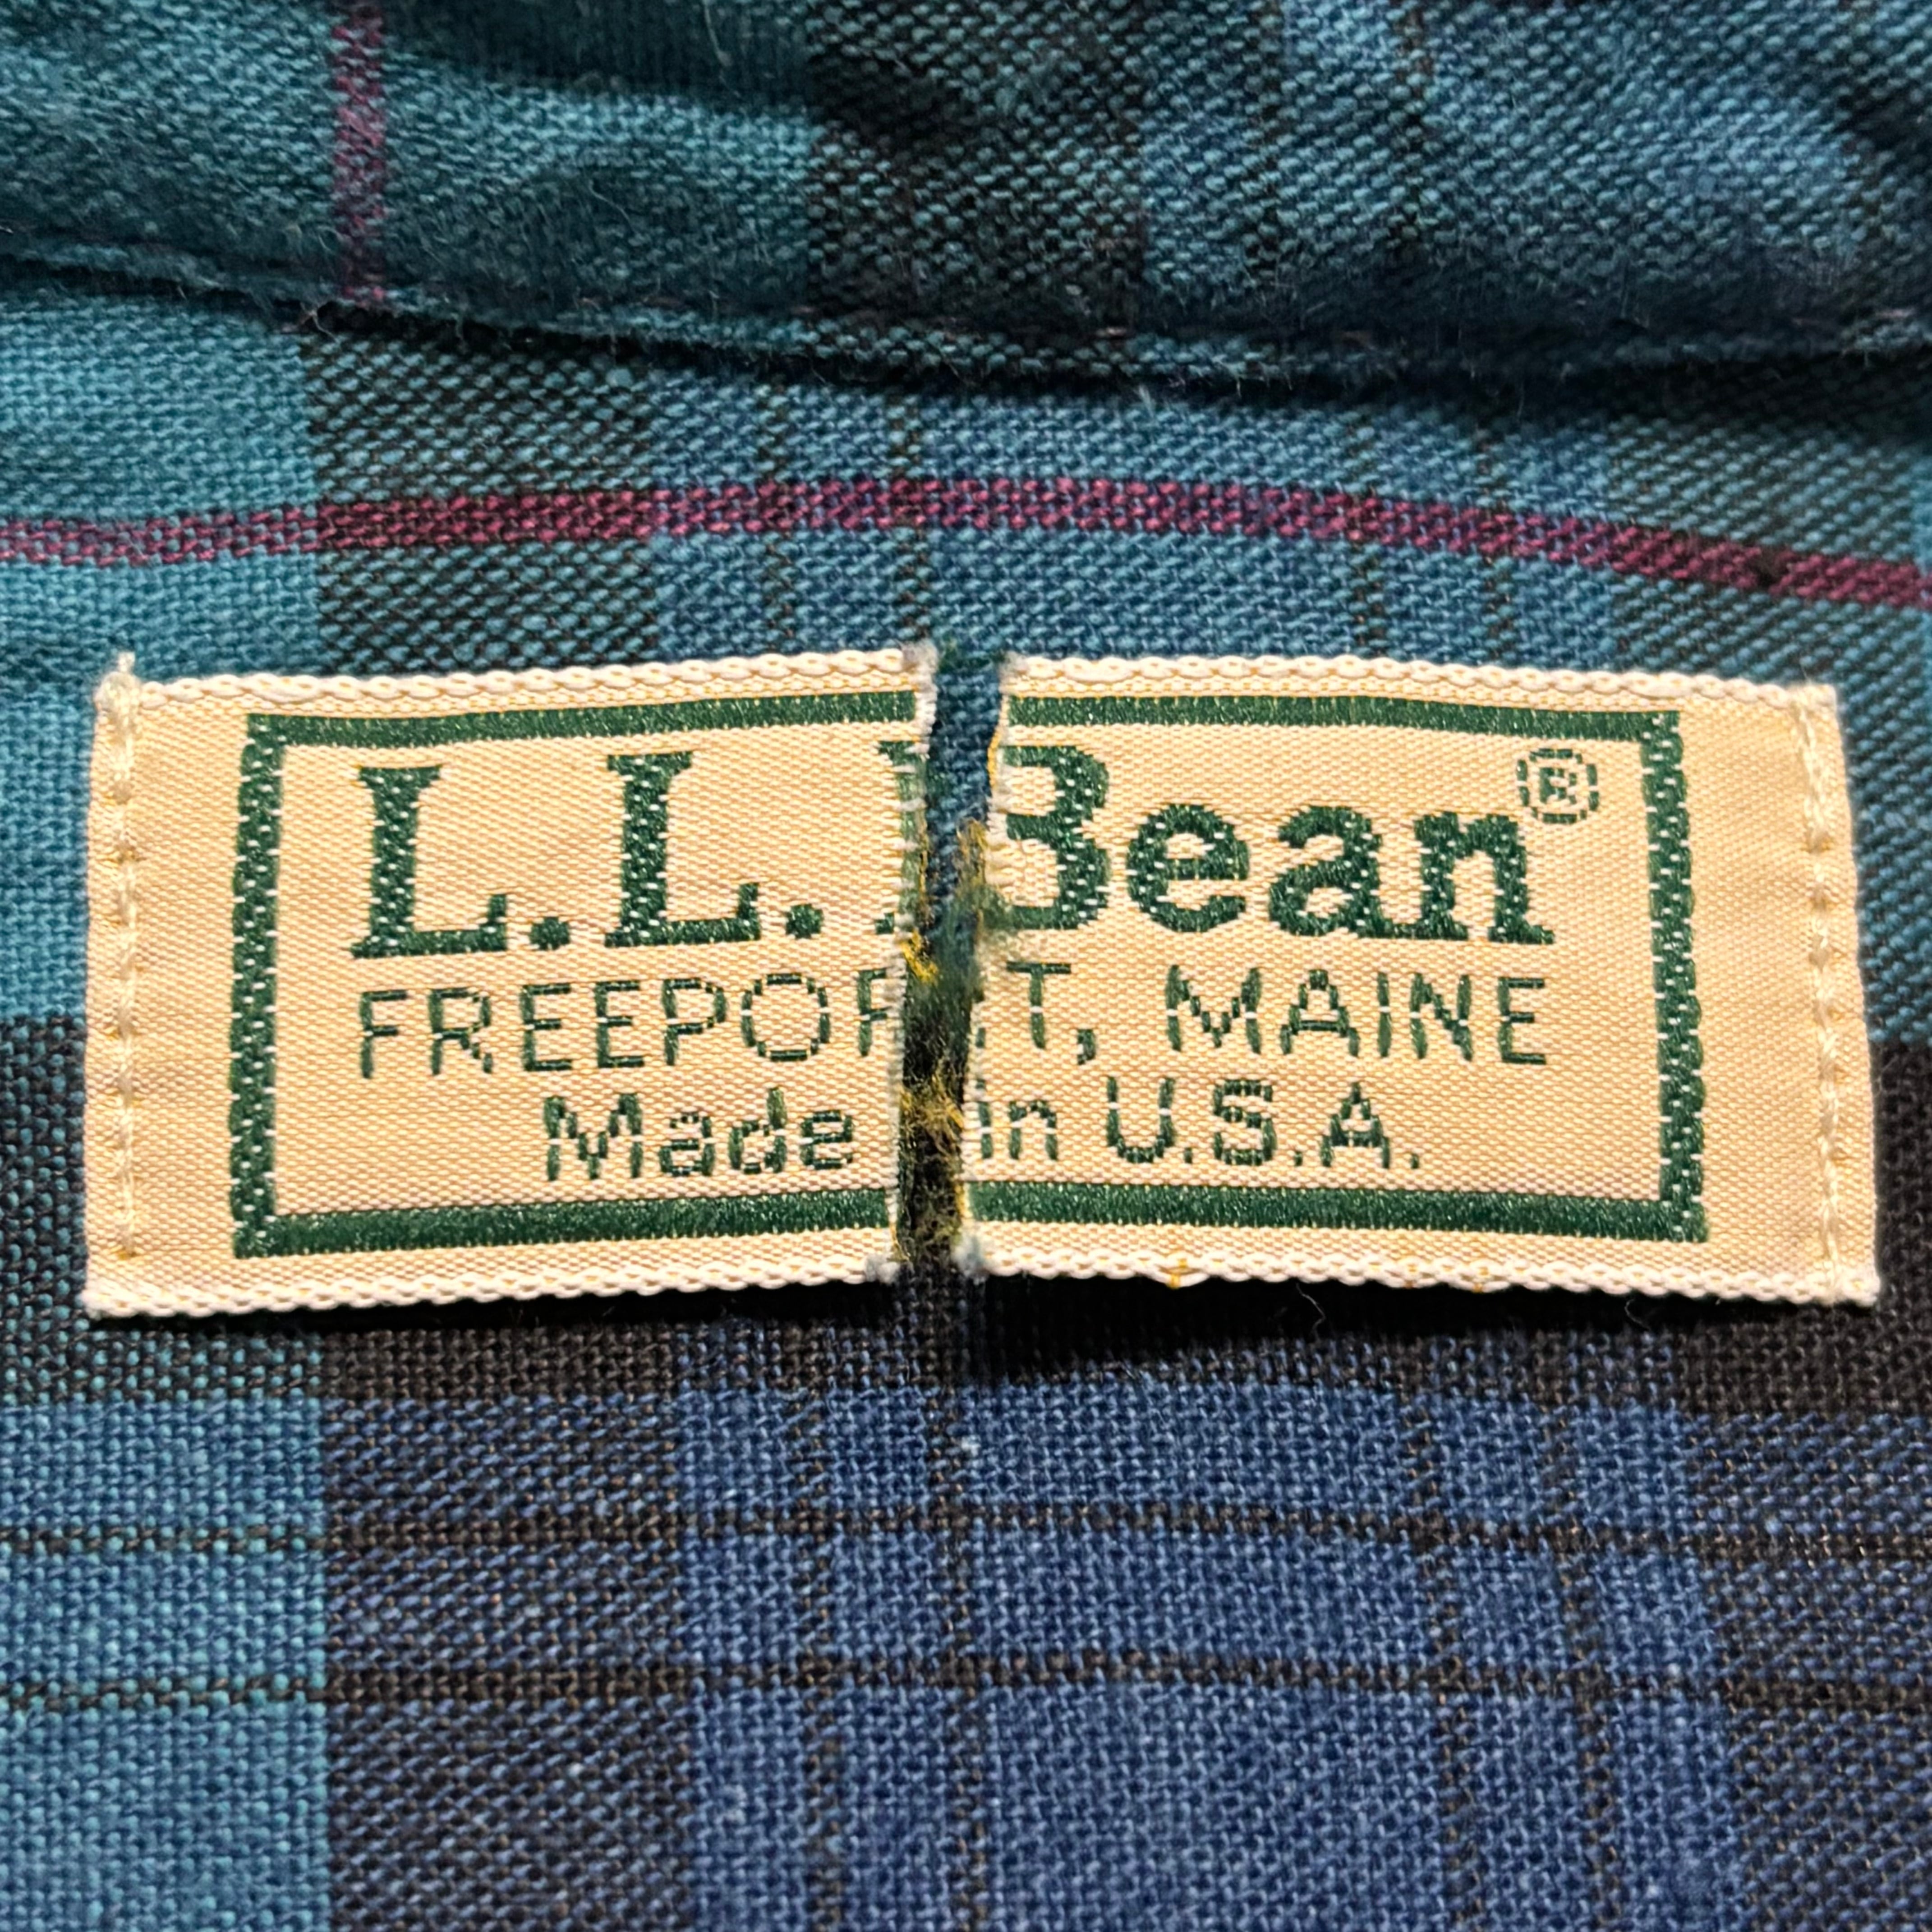 L.L. Bean®
FREEPORT, MAINE
Made in U.S.A.